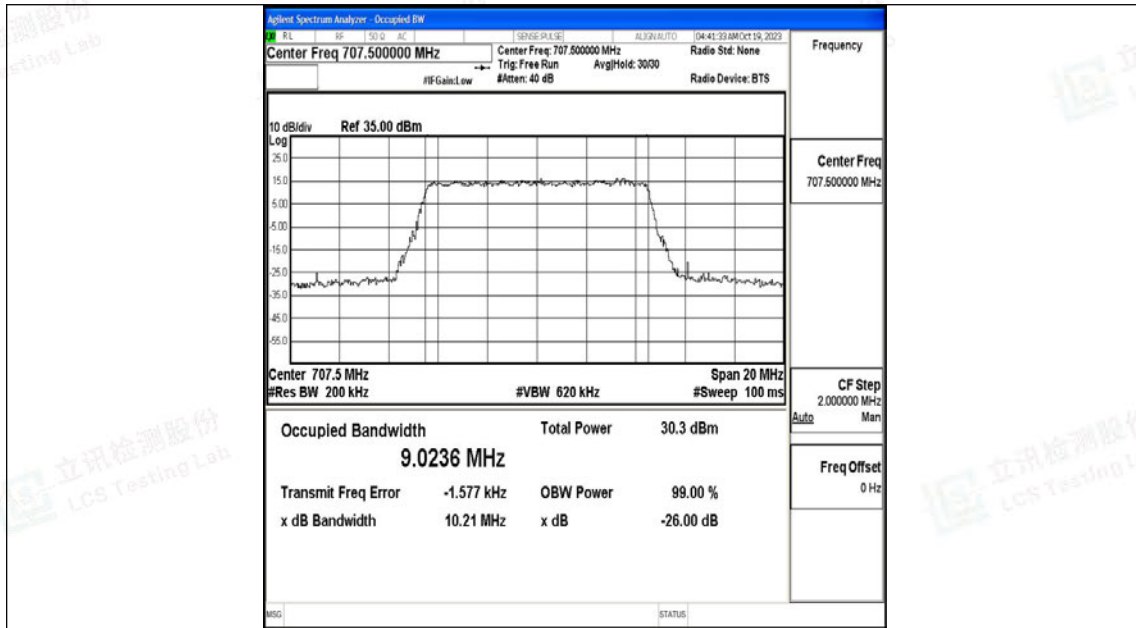 Agilent Spectrum Analyzer - Occupied BW
RL RF 50 Ω AC SENSE:PULSE ALIGNAUTO 04:41:33 AM Oct 19, 2023
Center Freq 707.500000 MHz
Center Freq: 707.500000 MHz
Radio Std: None
Trig: Free Run Avg|Hold: 30/30
#IFGain:Low
#Atten: 40 dB
Radio Device: BTS
10 dB/div Ref 35.00 dBm
Log
25.0
15.0
5.00
-5.00
-15.0
-25.0
-35.0
-45.0
-55.0
Center 707.5 MHz
Span 20 MHz
#Res BW 200 kHz
#VBW 620 kHz
#Sweep 100 ms
Occupied Bandwidth
Total Power 30.3 dBm
9.0236 MHz
Transmit Freq Error -1.577 kHz OBW Power 99.00 %
x dB Bandwidth 10.21 MHz x dB -26.00 dB
MSG
STATUS
Frequency
Center Freq
707.500000 MHz
CF Step
2.000000 MHz
Auto Man
Freq Offset
0 Hz
立讯检测股份
LCS Testing Lab